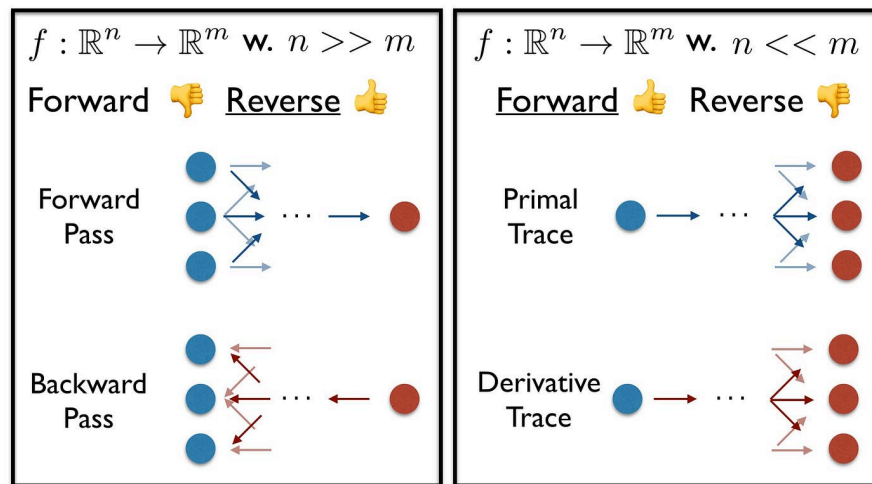 f : ℝⁿ → ℝᵐ w. n >> m
Forward 👎 Reverse 👍
Forward
Pass
...
Backward
Pass
...
f : ℝⁿ → ℝᵐ w. n << m
Forward 👍 Reverse 👎
Primal
Trace
...
Derivative
Trace
...